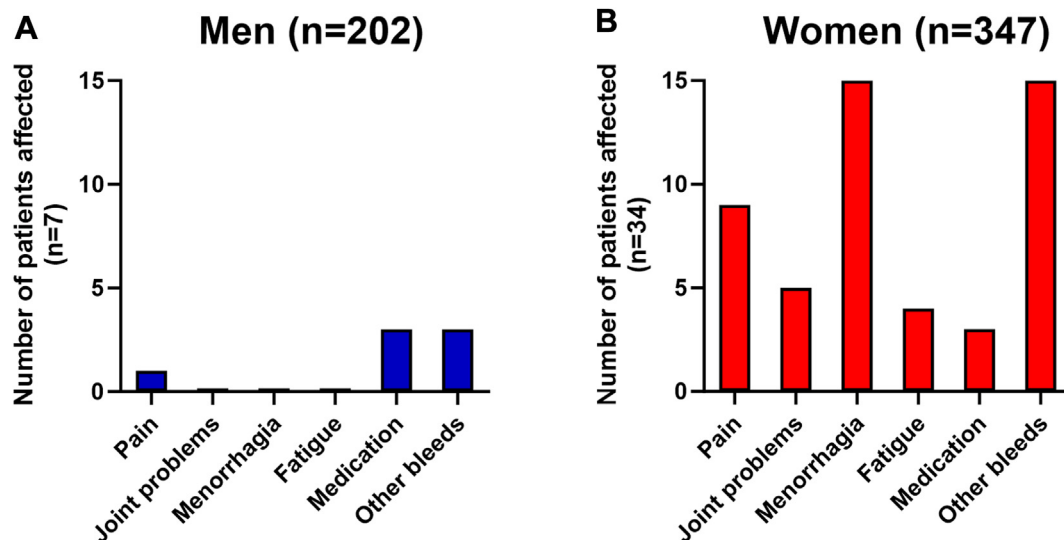 A
Men (n=202)
Number of patients affected
(n=7)
15
10
5
0
Pain
Joint problems
Menorrhagia
Fatigue
Medication
Other bleeds
B
Women (n=347)
Number of patients affected
(n=34)
15
10
5
0
Pain
Joint problems
Menorrhagia
Fatigue
Medication
Other bleeds